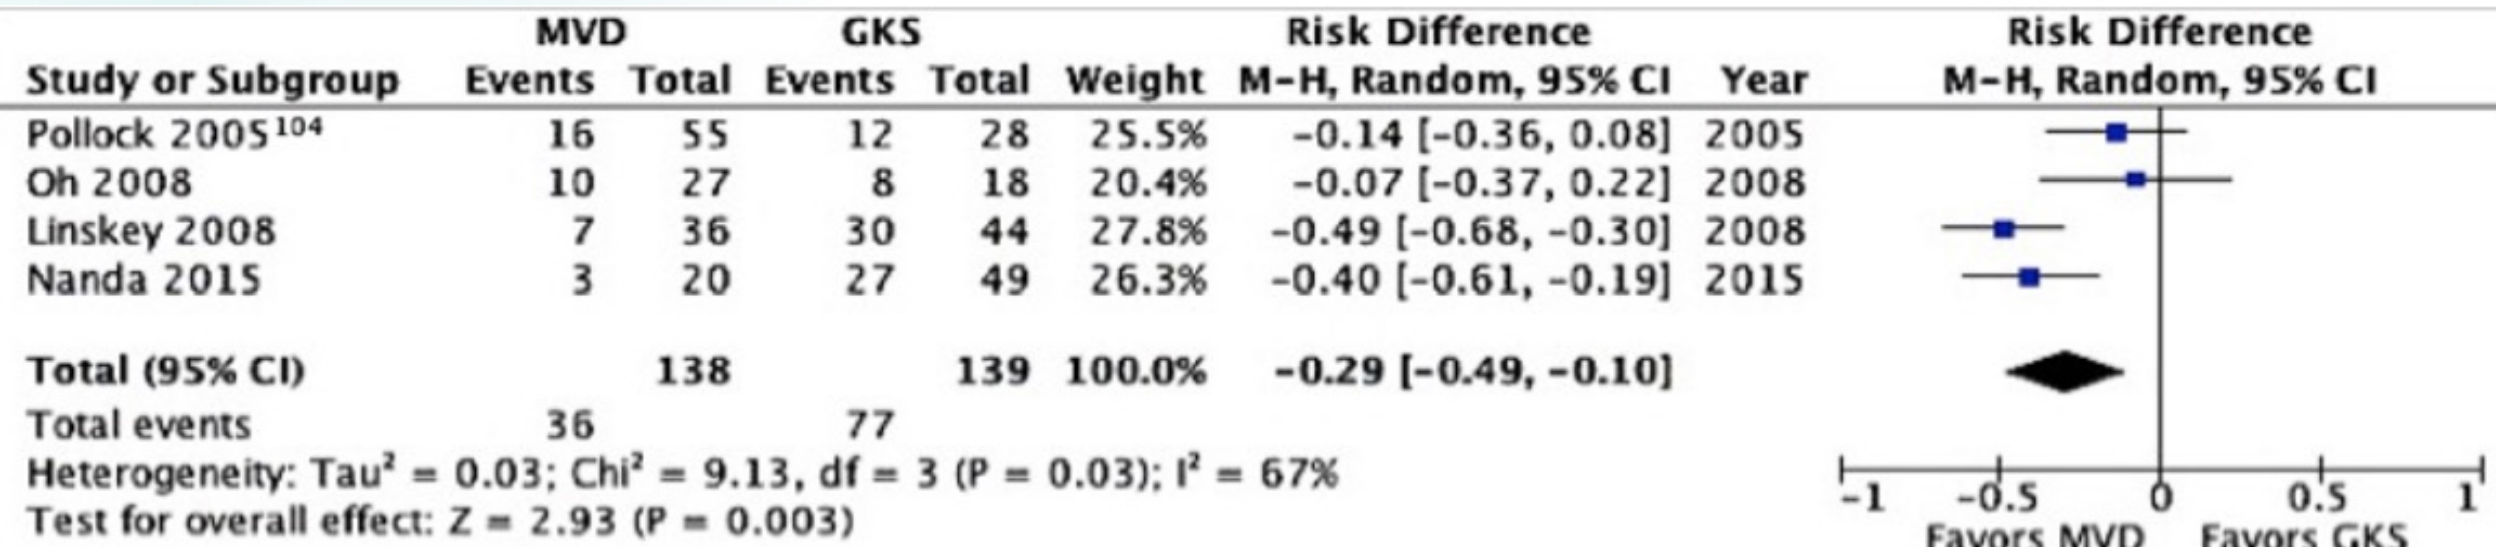 MVD GKS Risk Difference Risk Difference
Study or Subgroup Events Total Events Total Weight M-H, Random, 95% CI Year M-H, Random, 95% CI
Pollock 2005¹⁰⁴ 16 55 12 28 25.5% -0.14 [-0.36, 0.08] 2005
Oh 2008 10 27 8 18 20.4% -0.07 [-0.37, 0.22] 2008
Linskey 2008 7 36 30 44 27.8% -0.49 [-0.68, -0.30] 2008
Nanda 2015 3 20 27 49 26.3% -0.40 [-0.61, -0.19] 2015
Total (95% CI) 138 139 100.0% -0.29 [-0.49, -0.10]
Total events 36 77
Heterogeneity: Tau² = 0.03; Chi² = 9.13, df = 3 (P = 0.03); I² = 67%
Test for overall effect: Z = 2.93 (P = 0.003)
-1 -0.5 0 0.5 1
Favors MVD Favors GKS